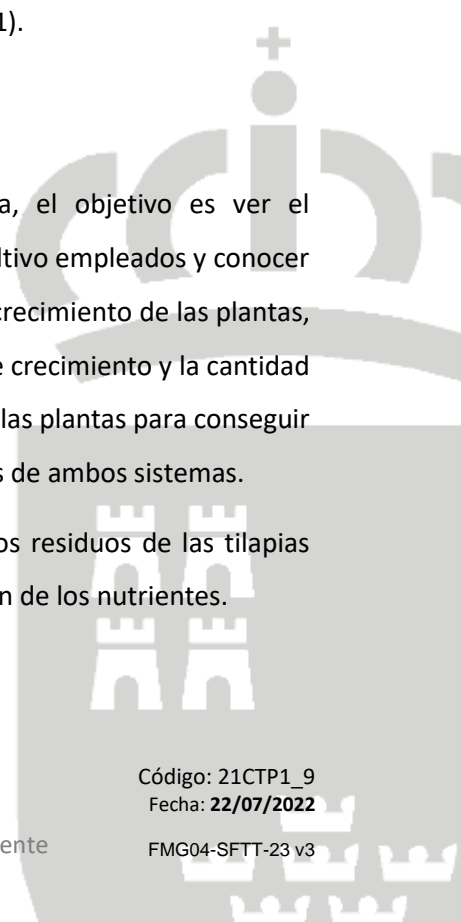 1).
a, el objetivo es ver el
ltivo empleados y conocer
crecimiento de las plantas,
e crecimiento y la cantidad
las plantas para conseguir
s de ambos sistemas.
os residuos de las tilapias
n de los nutrientes.
Código: 21CTP1_9
Fecha: 22/07/2022
ente
FMG04-SFTT-23 v3